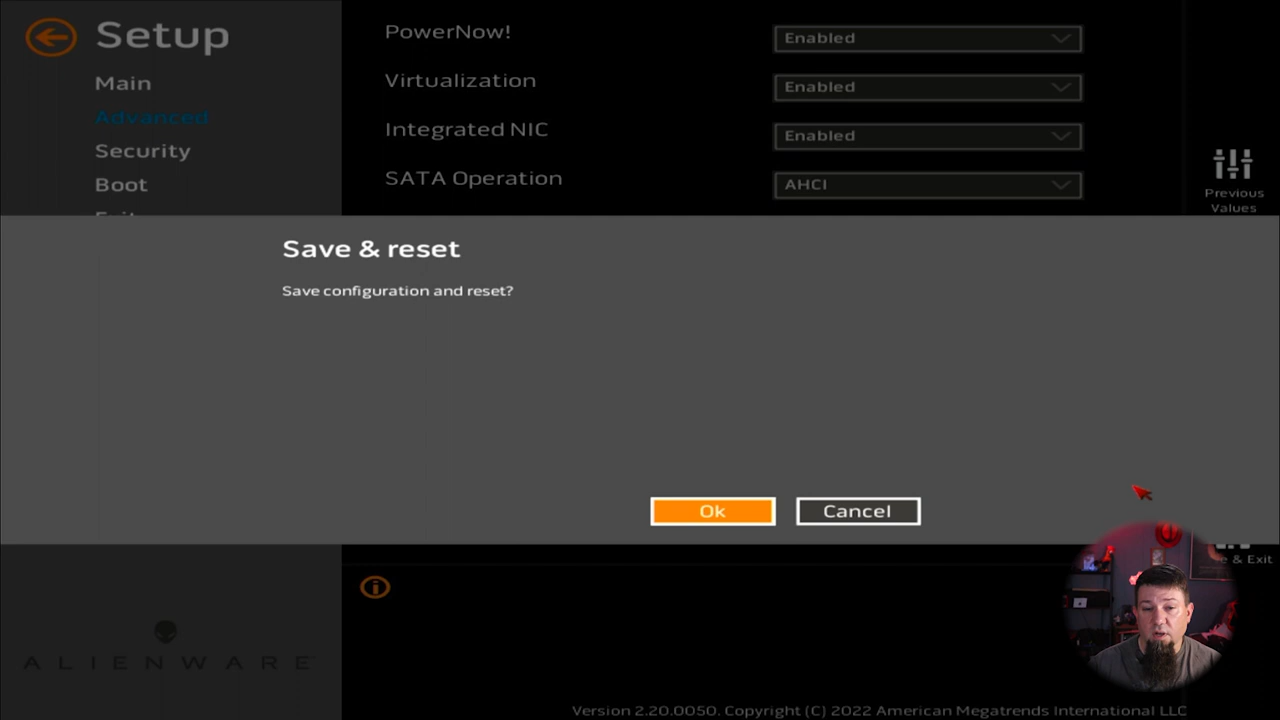 Setup
Main
Advanced
Security
Boot
Exit
PowerNow!
Enabled
Virtualization
Enabled
Integrated NIC
Enabled
SATA Operation
AHCI
Previous
Values
Save & reset
Save configuration and reset?
Ok
Cancel
& Exit
ALIENWARE
Version 2.20.0050. Copyright (C) 2022 American Megatrends International LLC